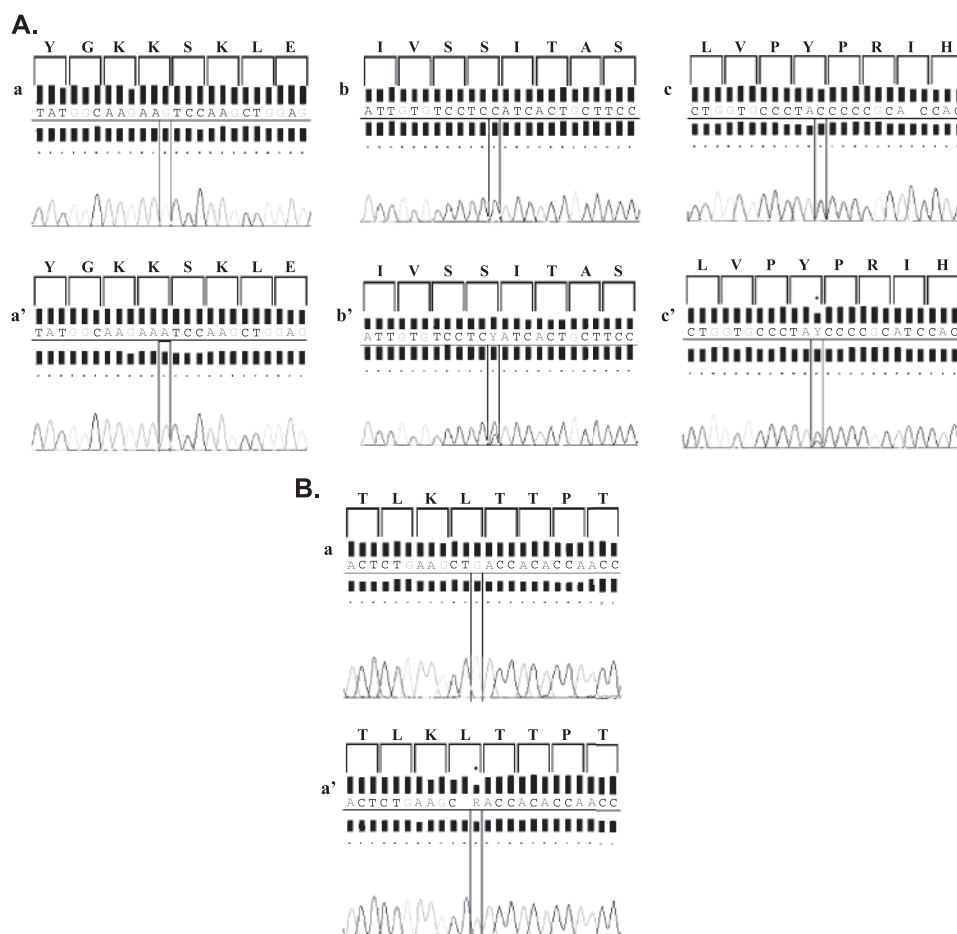 A.
a
Y G K K S K L E
TATGGCAAGAAGTCCAAGCTGGAG
b
I V S S I T A S
ATTGTGTCCTCCATCACTGCTTCC
c
L V P Y P R I H
CTGGTGCCCTACCCCCGCA CCAC
a’
Y G K K S K L E
TATGGCAAGAAATCCAAGCTGGAG
b’
I V S S I T A S
ATTGTGTCCTCYATCACTGCTTCC
c’
L V P Y P R I H
*
CTGGTGCCCTAYCCCCGCATCCAC
B.
a
T L K L T T P T
ACTCTGAAGCTGACCACACCAACC
a’
T L K L T T P T
*
ACTCTGAAGC RACCACACCAACC